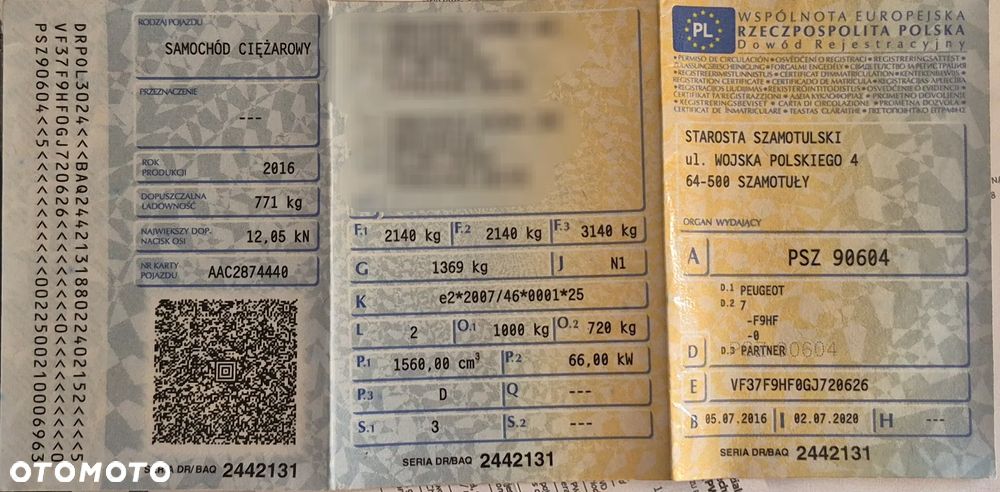 DRPOL3024<<BAQ24421318802240215 2<<<5
VF37F9HF0GJ720626<<<<<<0<<<<<<<<<<0
PSZ90604<5<<<<<<<<<<0022500210006963
RODZAJ POJAZDU
SAMOCHÓD CIĘŻAROWY
PRZEZNACZENIE
---
ROK PRODUKCJI 2016
DOPUSZCZALNA ŁADOWNOŚĆ 771 kg
NAJWIĘKSZY DOP. NACISK OSI 12,05 kN
NR KARTY POJAZDU AAC2874440
SERIA DR/BAQ 2442131
OTOMOTO
F.1 2140 kg F.2 2140 kg F.3 3140 kg
G 1369 kg J N1
K e2*2007/46*0001*25
L 2 O.1 1000 kg O.2 720 kg
P.1 1560,00 cm³ P.2 66,00 kW
P.3 D Q ---
S.1 3 S.2 ---
SERIA DR/BAQ 2442131
PL
WSPÓLNOTA EUROPEJSKA
RZECZPOSPOLITA POLSKA
Dowód Rejestracyjny
STAROSTA SZAMOTULSKI
ul. WOJSKA POLSKIEGO 4
64-500 SZAMOTUŁY
ORGAN WYDAJĄCY
A PSZ 90604
D.1 PEUGEOT
D.2 7
-F9HF
-0
D D.3 PARTNER
E VF37F9HF0GJ720626
B 05.07.2016 I 02.07.2020 H ---
SERIA DR/BAQ 2442131